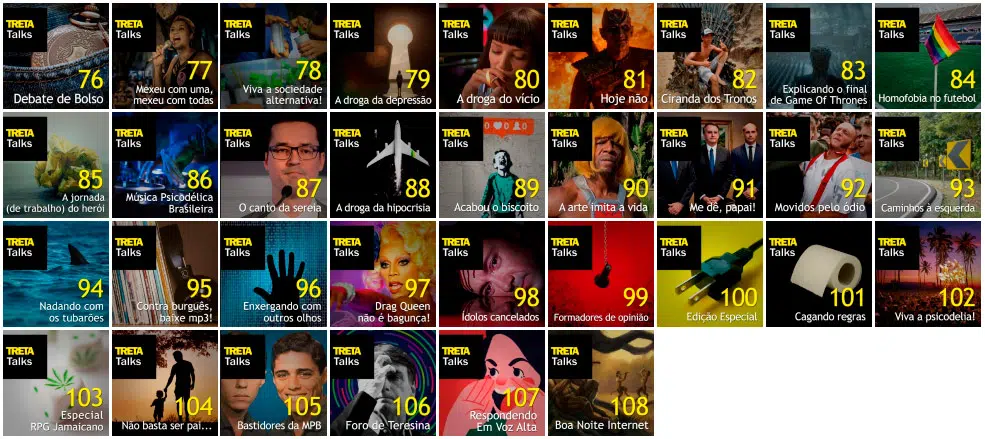 TRETA
Talks
76
Debate de Bolso
TRETA
Talks
77
Mexeu com uma,
mexeu com todas
TRETA
Talks
78
Viva a sociedade
alternativa!
TRETA
Talks
79
A droga da depressão
TRETA
Talks
80
A droga do vício
TRETA
Talks
81
Hoje não
TRETA
Talks
82
Ciranda dos Tronos
TRETA
Talks
83
Explicando o final
de Game Of Thrones
TRETA
Talks
84
Homofobia no futebol
TRETA
Talks
85
A jornada
(de trabalho) do herói
TRETA
Talks
86
Música Psicodélica
Brasileira
TRETA
Talks
87
O canto da sereia
TRETA
Talks
88
A droga da hipocrisia
TRETA
Talks
0
0
89
Acabou o biscoito
TRETA
Talks
90
A arte imita a vida
TRETA
Talks
91
Me dê, papai!
TRETA
Talks
92
Movidos pelo ódio
TRETA
Talks
93
Caminhos à esquerda
TRETA
Talks
94
Nadando com
os tubarões
TRETA
Talks
95
Contra burguês,
baixe mp3!
TRETA
Talks
96
Enxergando com
outros olhos
TRETA
Talks
97
Drag Queen
não é bagunça!
TRETA
Talks
98
Ídolos cancelados
TRETA
Talks
99
Formadores de opinião
TRETA
Talks
100
Edição Especial
TRETA
Talks
101
Cagando regras
TRETA
Talks
102
Viva a psicodelia!
TRETA
Talks
103
Especial
RPG Jamaicano
TRETA
Talks
104
Não basta ser pai...
TRETA
Talks
105
Bastidores da MPB
TRETA
Talks
106
Foro de Teresina
TRETA
Talks
107
Respondendo
Em Voz Alta
TRETA
Talks
108
Boa Noite Internet